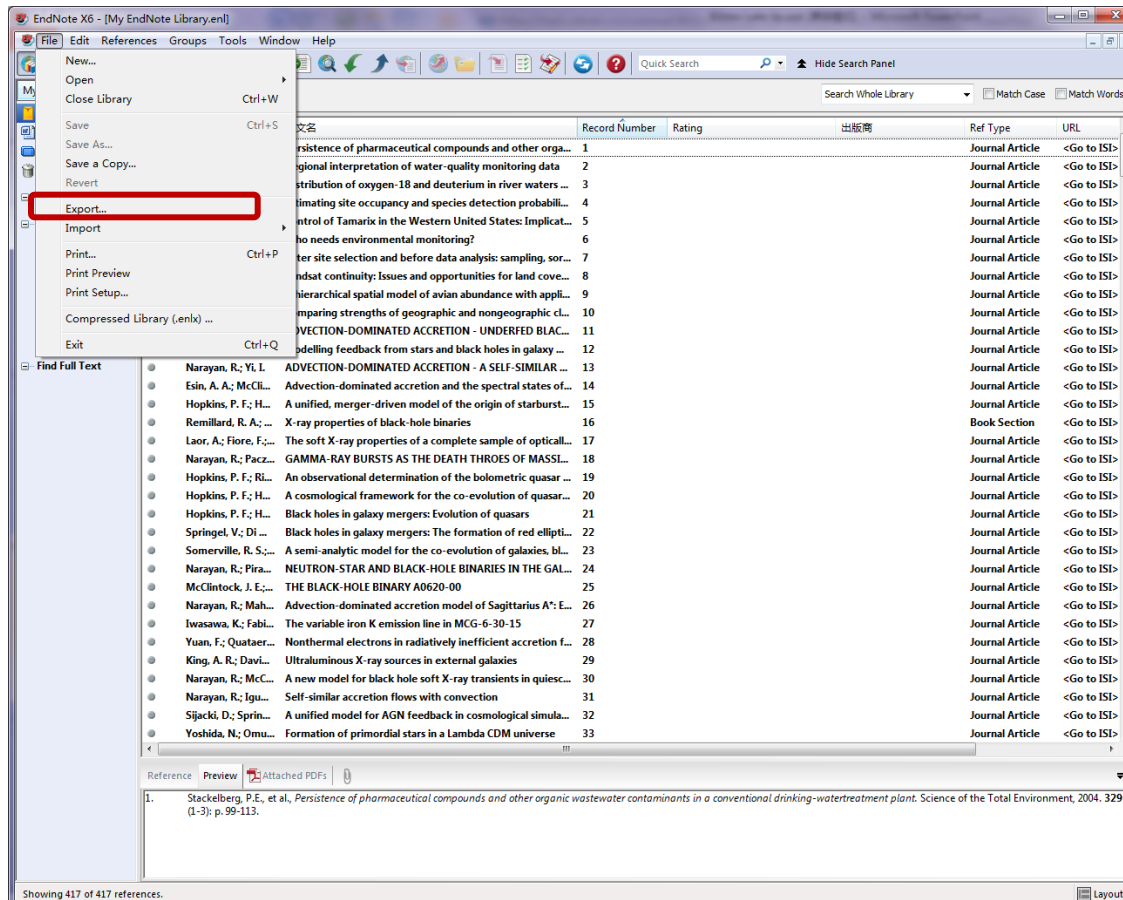 EndNote X6 - [My EndNote Library.enl]
File Edit References Groups Tools Window Help
Quick Search Hide Search Panel
New...
Open
Close Library Ctrl+W
Save Ctrl+S
Save As...
Save a Copy...
Revert
Export...
Import
Print... Ctrl+P
Print Preview
Print Setup...
Compressed Library (.enlx) ...
Exit Ctrl+Q
My
Search Whole Library Match Case Match Words
文名 Record Number Rating 出版商 Ref Type URL
rsistence of pharmaceutical compounds and other orga... 1 Journal Article <Go to ISI>
gional interpretation of water-quality monitoring data 2 Journal Article <Go to ISI>
stribution of oxygen-18 and deuterium in river waters ... 3 Journal Article <Go to ISI>
timating site occupancy and species detection probabili... 4 Journal Article <Go to ISI>
ntrol of Tamarix in the Western United States: Implicat... 5 Journal Article <Go to ISI>
ho needs environmental monitoring? 6 Journal Article <Go to ISI>
ter site selection and before data analysis: sampling, sor... 7 Journal Article <Go to ISI>
ndsat continuity: Issues and opportunities for land cove... 8 Journal Article <Go to ISI>
hierarchical spatial model of avian abundance with appli... 9 Journal Article <Go to ISI>
omparing strengths of geographic and nongeographic cl... 10 Journal Article <Go to ISI>
OVECTION-DOMINATED ACCRETION - UNDERFED BLAC... 11 Journal Article <Go to ISI>
odelling feedback from stars and black holes in galaxy ... 12 Journal Article <Go to ISI>
Find Full Text
Narayan, R.; Yi, I. ADVECTION-DOMINATED ACCRETION - A SELF-SIMILAR ... 13 Journal Article <Go to ISI>
Esin, A. A.; McCli... Advection-dominated accretion and the spectral states of... 14 Journal Article <Go to ISI>
Hopkins, P. F.; H... A unified, merger-driven model of the origin of starburst... 15 Journal Article <Go to ISI>
Remillard, R. A.; ... X-ray properties of black-hole binaries 16 Book Section <Go to ISI>
Laor, A.; Fiore, F.;... The soft X-ray properties of a complete sample of opticall... 17 Journal Article <Go to ISI>
Narayan, R.; Pacz... GAMMA-RAY BURSTS AS THE DEATH THROES OF MASSI... 18 Journal Article <Go to ISI>
Hopkins, P. F.; Ri... An observational determination of the bolometric quasar ... 19 Journal Article <Go to ISI>
Hopkins, P. F.; H... A cosmological framework for the co-evolution of quasar... 20 Journal Article <Go to ISI>
Hopkins, P. F.; H... Black holes in galaxy mergers: Evolution of quasars 21 Journal Article <Go to ISI>
Springel, V.; Di ... Black holes in galaxy mergers: The formation of red ellipti... 22 Journal Article <Go to ISI>
Somerville, R. S.;... A semi-analytic model for the co-evolution of galaxies, bl... 23 Journal Article <Go to ISI>
Narayan, R.; Pira... NEUTRON-STAR AND BLACK-HOLE BINARIES IN THE GAL... 24 Journal Article <Go to ISI>
McClintock, J. E.;... THE BLACK-HOLE BINARY A0620-00 25 Journal Article <Go to ISI>
Narayan, R.; Mah... Advection-dominated accretion model of Sagittarius A*: E... 26 Journal Article <Go to ISI>
Iwasawa, K.; Fabi... The variable iron K emission line in MCG-6-30-15 27 Journal Article <Go to ISI>
Yuan, F.; Quataer... Nonthermal electrons in radiatively inefficient accretion f... 28 Journal Article <Go to ISI>
King, A. R.; Davi... Ultraluminous X-ray sources in external galaxies 29 Journal Article <Go to ISI>
Narayan, R.; McC... A new model for black hole soft X-ray transients in quiesc... 30 Journal Article <Go to ISI>
Narayan, R.; Igu... Self-similar accretion flows with convection 31 Journal Article <Go to ISI>
Sijacki, D.; Sprin... A unified model for AGN feedback in cosmological simula... 32 Journal Article <Go to ISI>
Yoshida, N.; Omu... Formation of primordial stars in a Lambda CDM universe 33 Journal Article <Go to ISI>
Reference Preview Attached PDFs
1. Stackelberg, P.E., et al., Persistence of pharmaceutical compounds and other organic wastewater contaminants in a conventional drinking-watertreatment plant. Science of the Total Environment, 2004. 329
(1-3): p. 99-113.
Showing 417 of 417 references. Layout